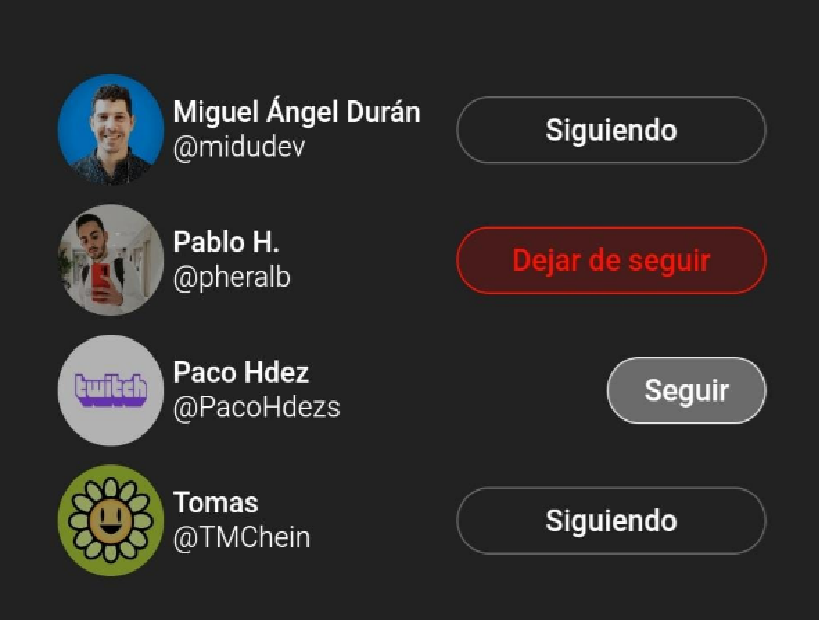 Miguel Ángel Durán
@midudev
Siguiendo
Pablo H.
@pheralb
Dejar de seguir
twitch
Paco Hdez
@PacoHdezs
Seguir
Tomas
@TMChein
Siguiendo